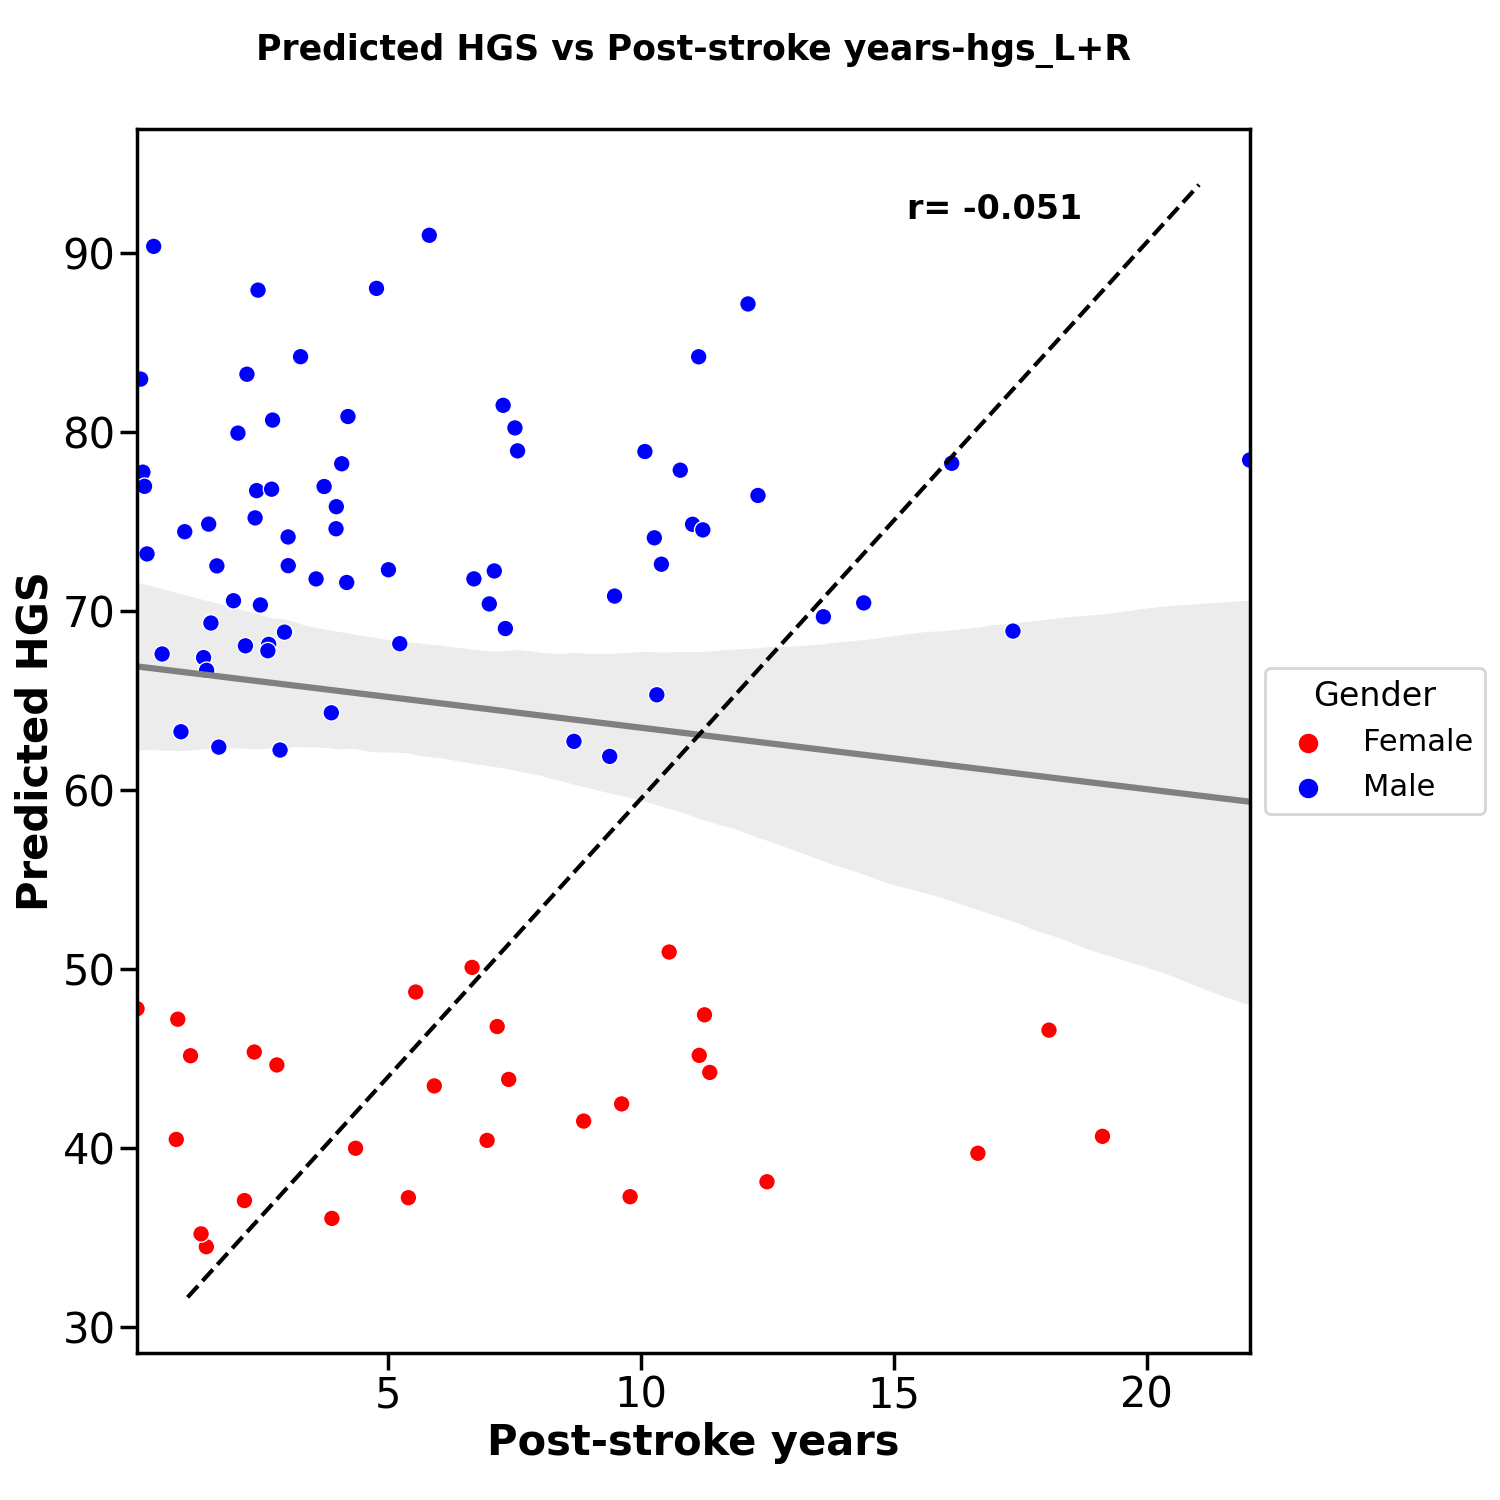 Predicted HGS vs Post-stroke years-hgs_L+R
r= -0.051
90
80
70
60
50
40
30
Predicted HGS
5 10 15 20
Post-stroke years
Gender
Female
Male